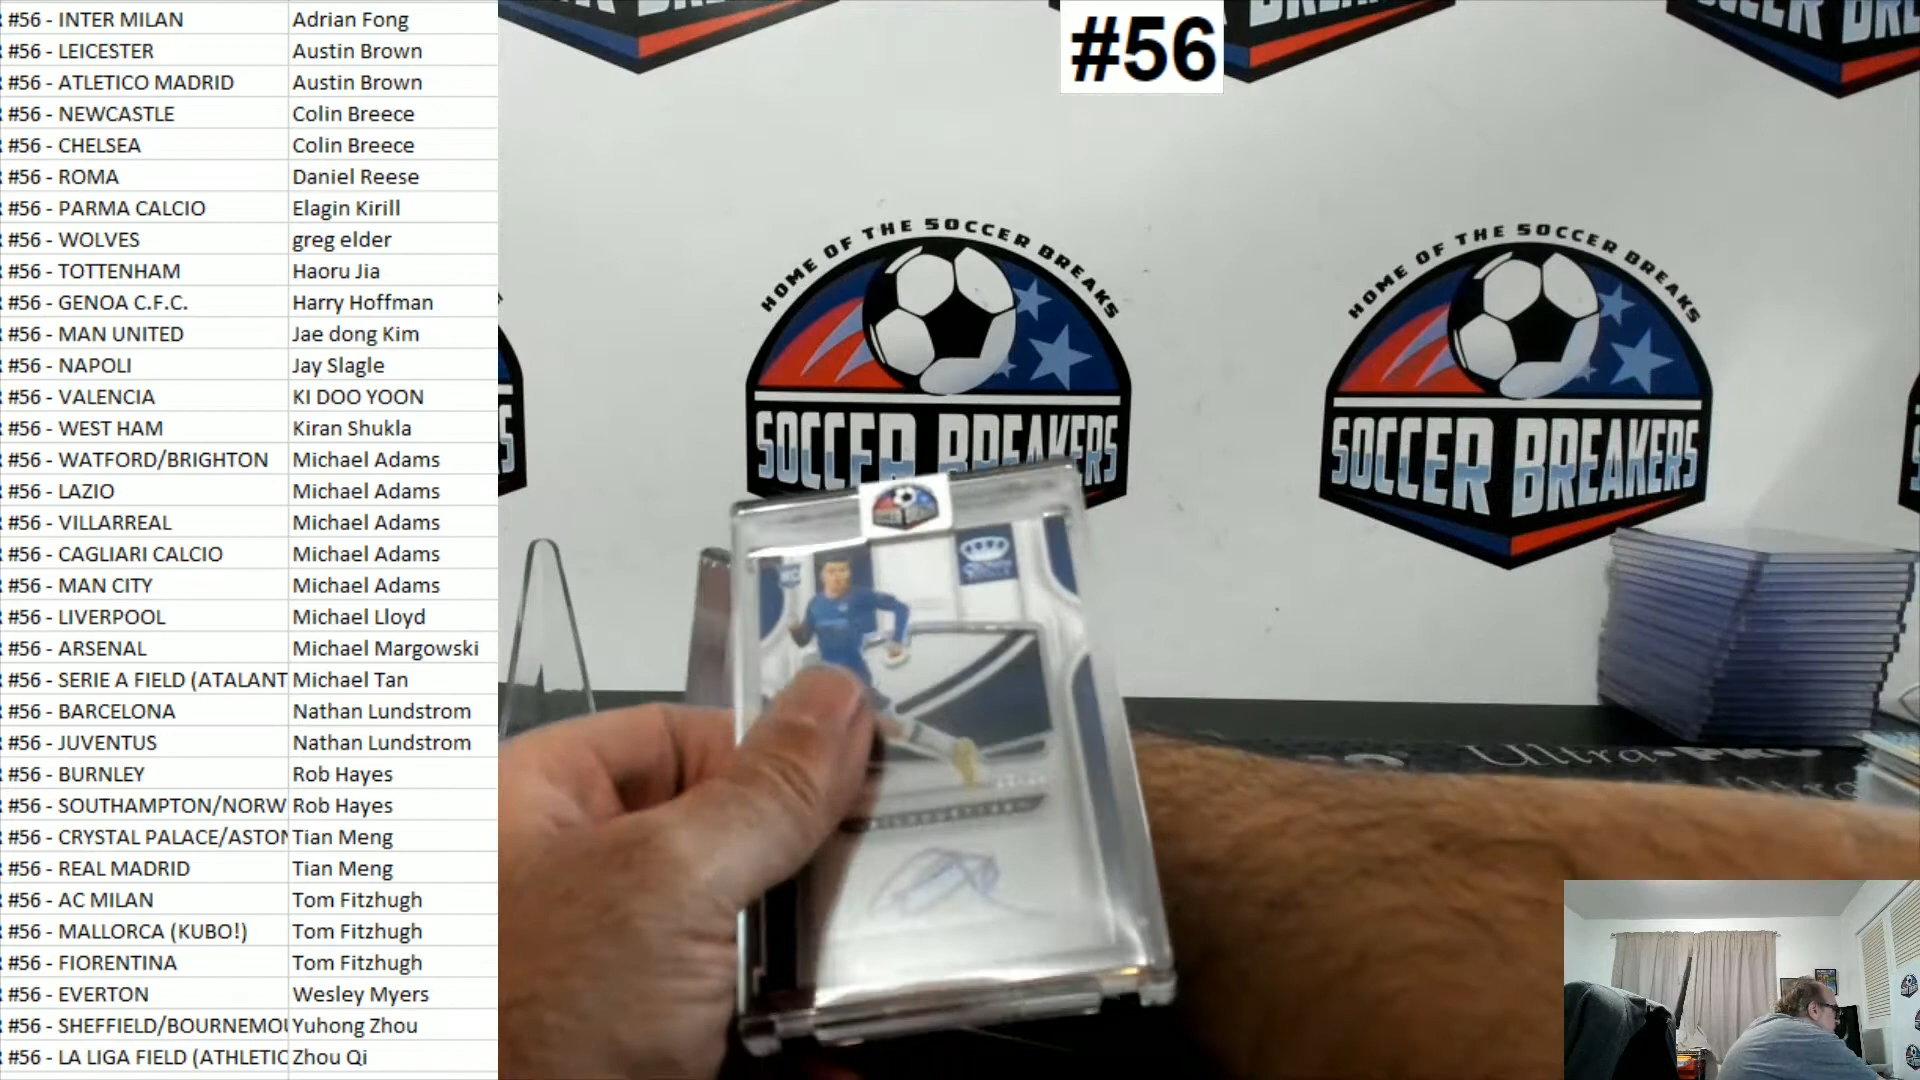 #56 - INTER MILAN Adrian Fong
#56 - LEICESTER Austin Brown
#56 - ATLETICO MADRID Austin Brown
#56 - NEWCASTLE Colin Breece
#56 - CHELSEA Colin Breece
#56 - ROMA Daniel Reese
#56 - PARMA CALCIO Elagin Kirill
#56 - WOLVES greg elder
#56 - TOTTENHAM Haoru Jia
#56 - GENOA C.F.C. Harry Hoffman
#56 - MAN UNITED Jae dong Kim
#56 - NAPOLI Jay Slagle
#56 - VALENCIA KI DOO YOON
#56 - WEST HAM Kiran Shukla
#56 - WATFORD/BRIGHTON Michael Adams
#56 - LAZIO Michael Adams
#56 - VILLARREAL Michael Adams
#56 - CAGLIARI CALCIO Michael Adams
#56 - MAN CITY Michael Adams
#56 - LIVERPOOL Michael Lloyd
#56 - ARSENAL Michael Margowski
#56 - SERIE A FIELD (ATALANT Michael Tan
#56 - BARCELONA Nathan Lundstrom
#56 - JUVENTUS Nathan Lundstrom
#56 - BURNLEY Rob Hayes
#56 - SOUTHAMPTON/NORW Rob Hayes
#56 - CRYSTAL PALACE/ASTON Tian Meng
#56 - REAL MADRID Tian Meng
#56 - AC MILAN Tom Fitzhugh
#56 - MALLORCA (KUBO!) Tom Fitzhugh
#56 - FIORENTINA Tom Fitzhugh
#56 - EVERTON Wesley Myers
#56 - SHEFFIELD/BOURNEMOU Yuhong Zhou
#56 - LA LIGA FIELD (ATHLETIC Zhou Qi
#56
HOME OF THE SOCCER BREAKS
SOCCER BREAKERS
HOME OF THE SOCCER BREAKS
SOCCER BREAKERS
Ultra PRO